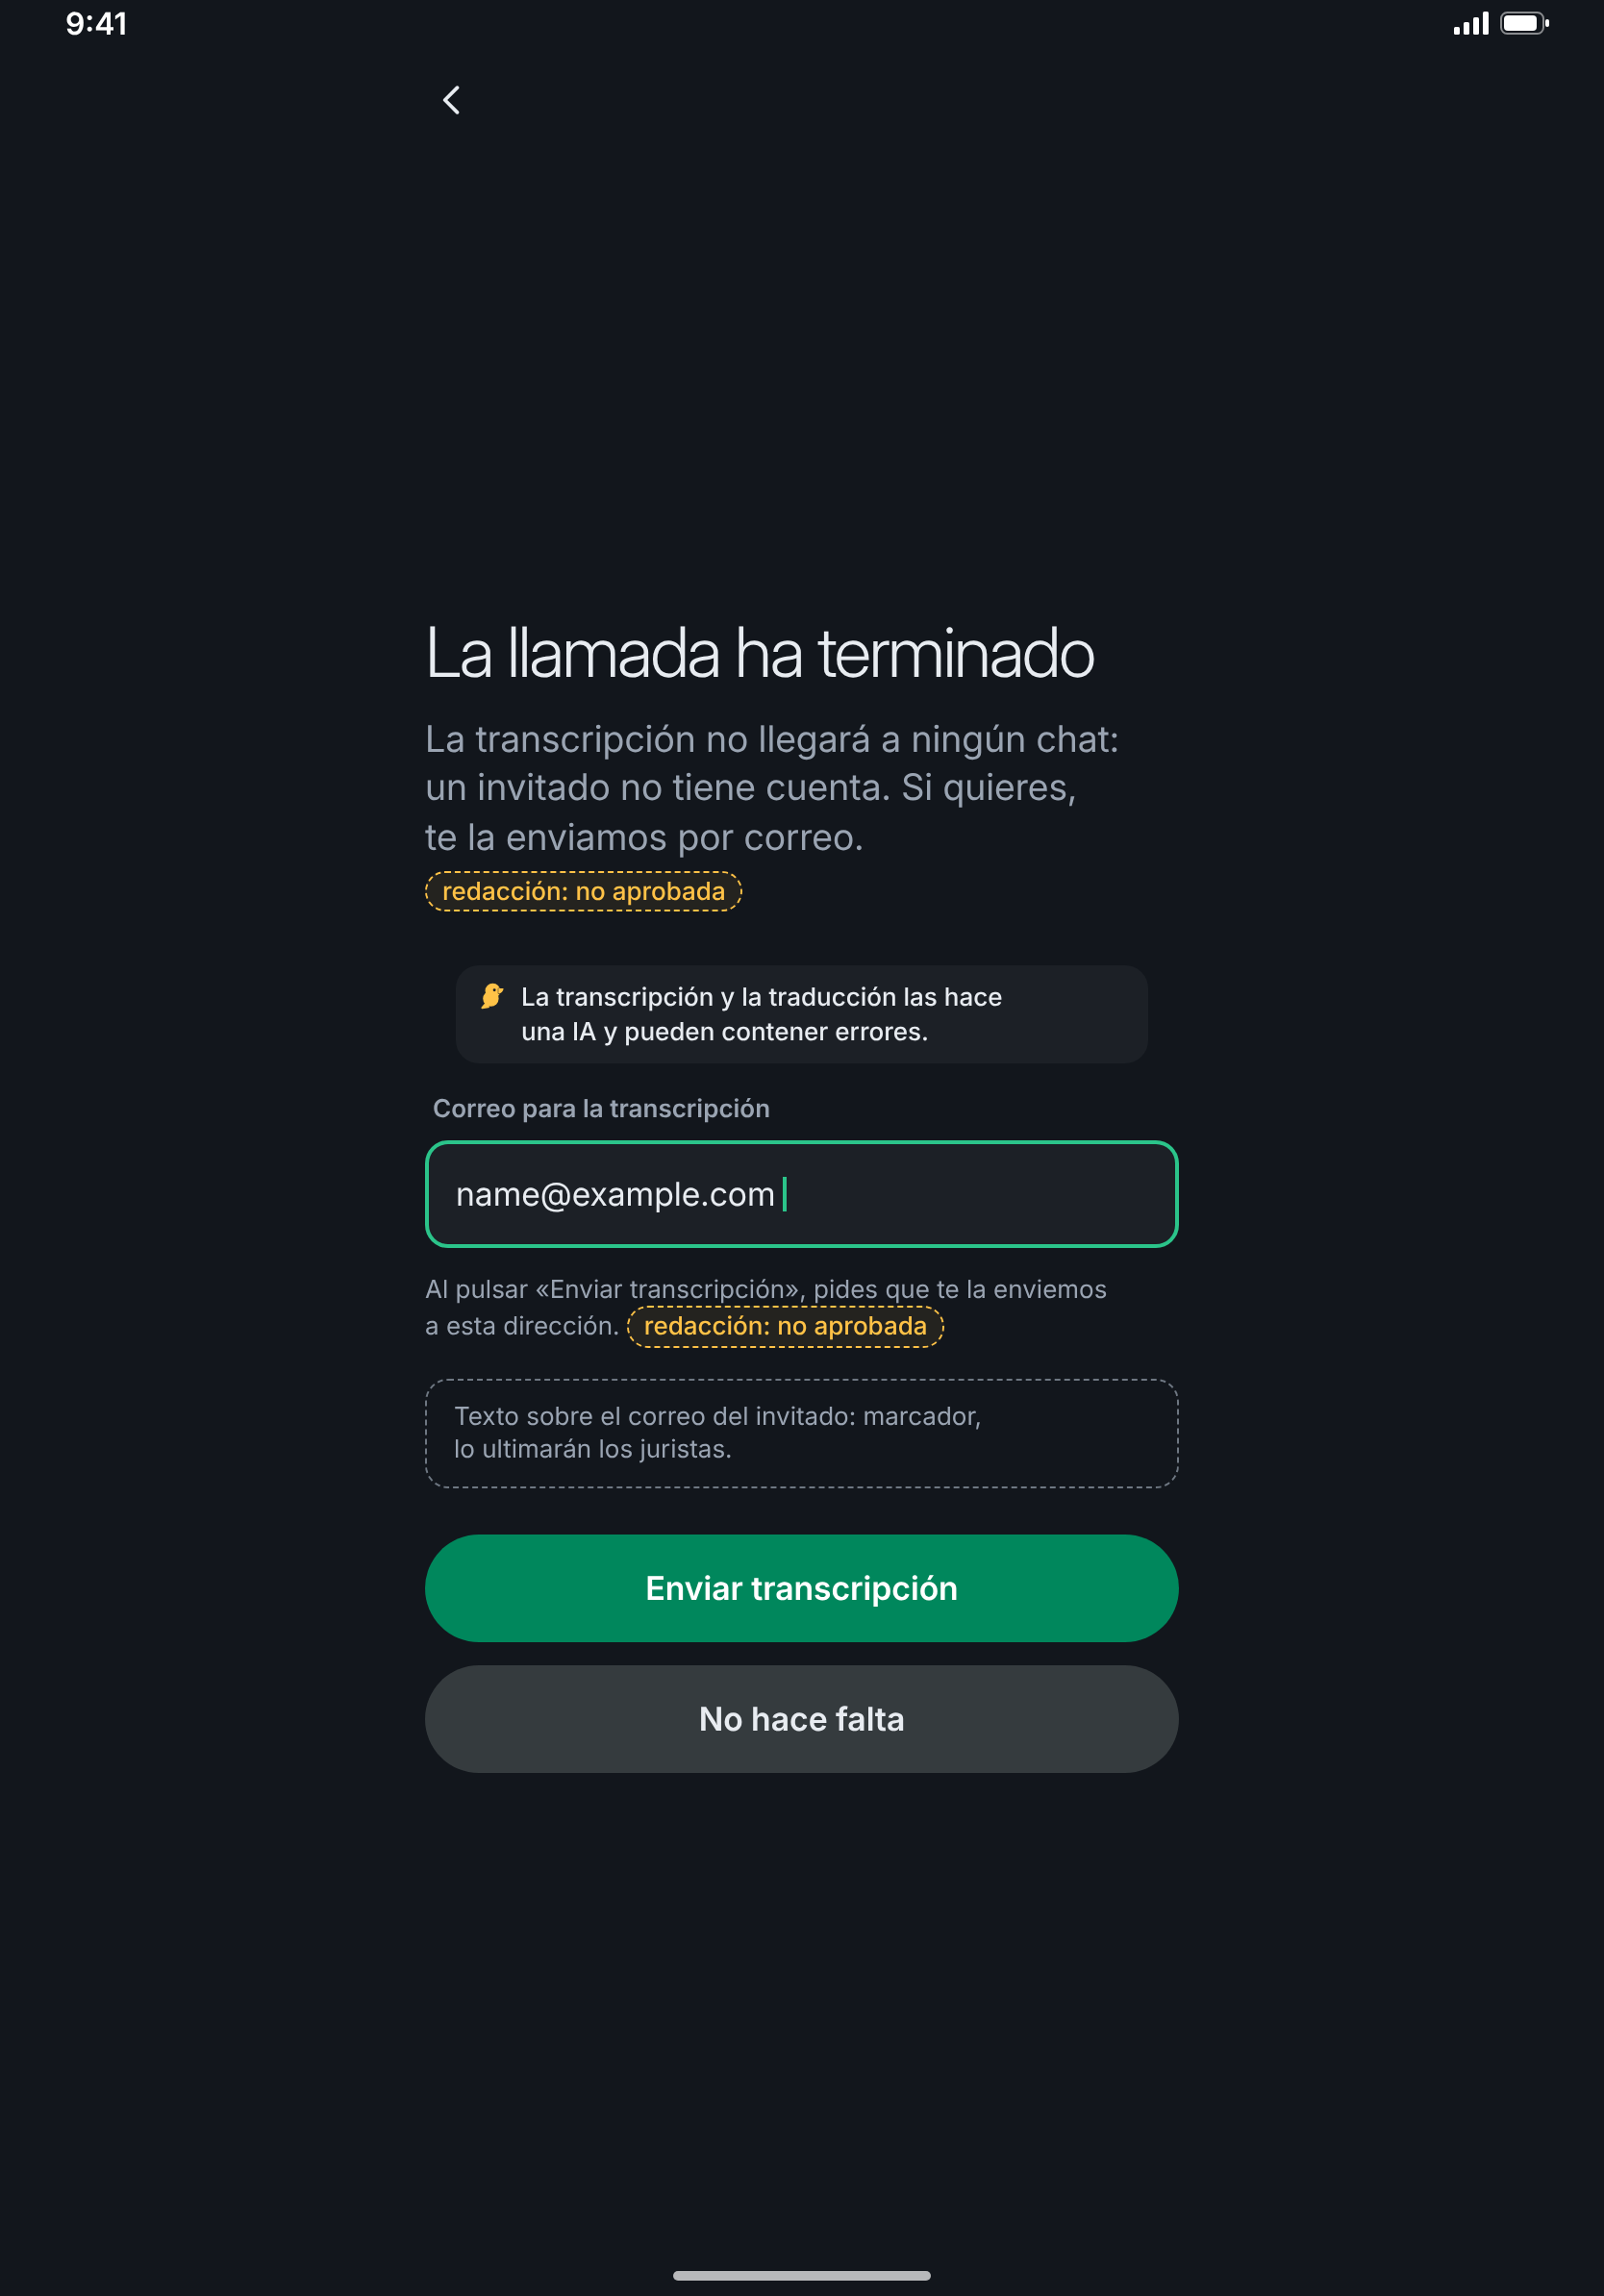 9:41
La llamada ha terminado
La transcripción no llegará a ningún chat:
un invitado no tiene cuenta. Si quieres,
te la enviamos por correo.
redacción: no aprobada
La transcripción y la traducción las hace
una IA y pueden contener errores.
Correo para la transcripción
name@example.com
Al pulsar «Enviar transcripción», pides que te la enviemos
a esta dirección. redacción: no aprobada
Texto sobre el correo del invitado: marcador,
lo ultimarán los juristas.
Enviar transcripción
No hace falta